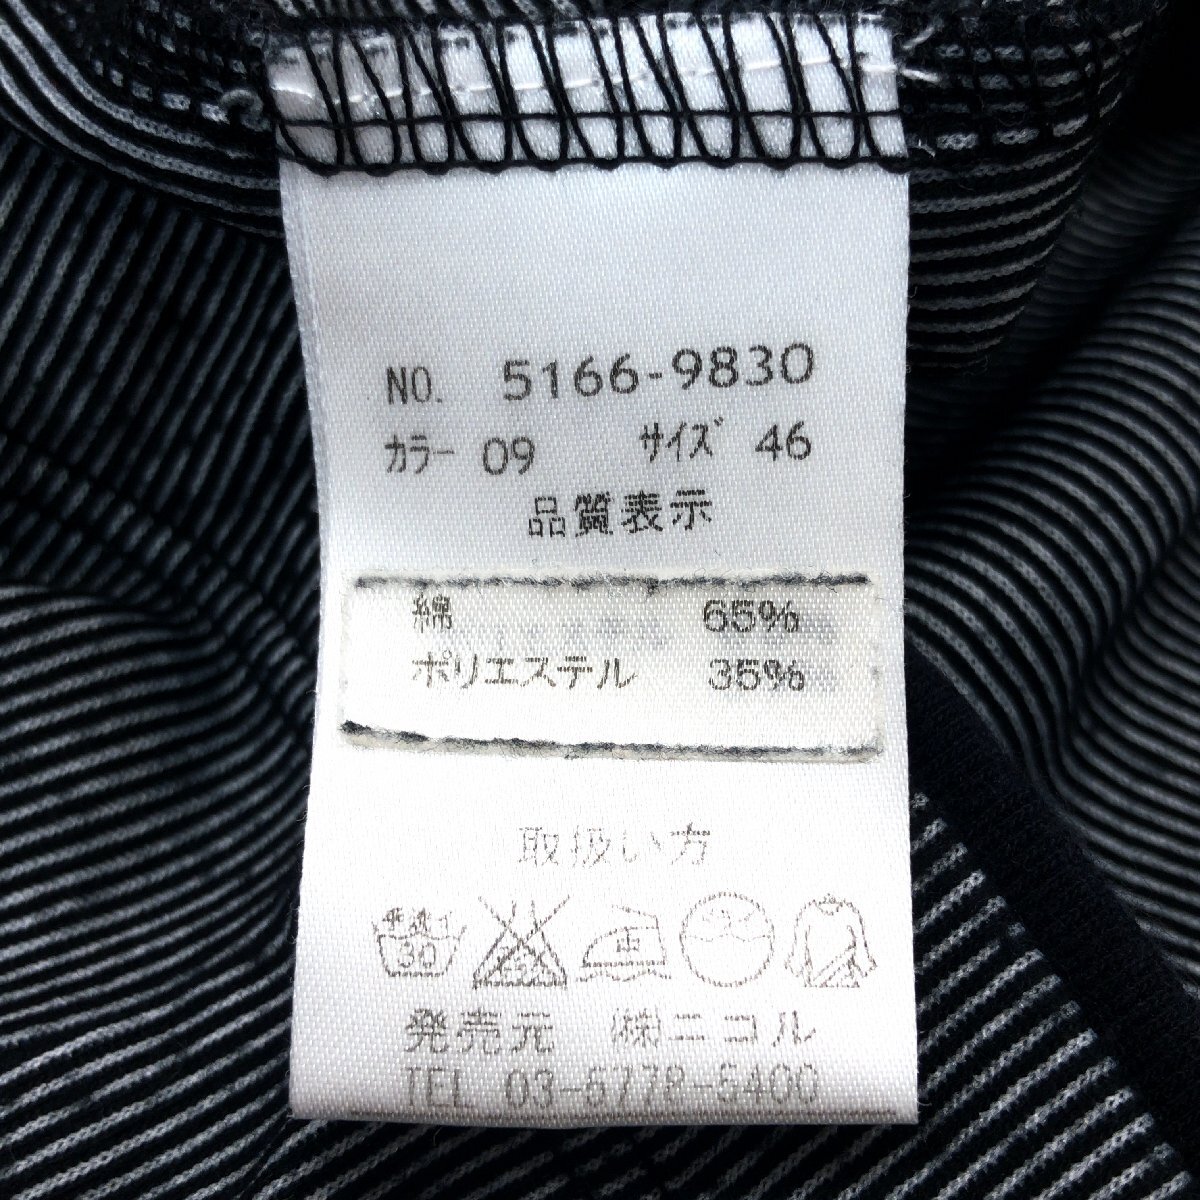 NO. 5166-9830
ｶﾗｰ 09 ｻｲｽﾞ 46
品質表示
綿 65%
ポリエステル 35%
取扱い方
30
中
発売元 ㈱ニコル
TEL 03-5778-5400